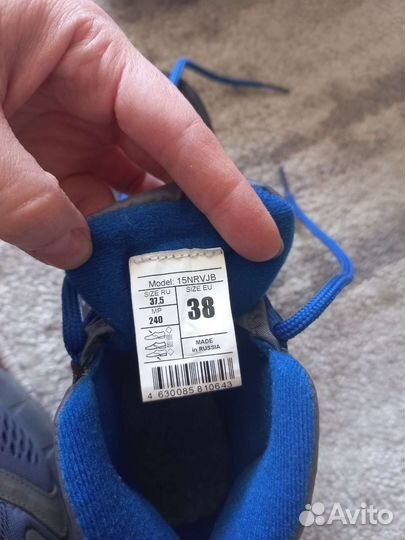 Model: 15NRVJB
SIZE RU
SIZE EU
37.5
38
MP
240
MADE
in RUSSIA
4 630085 810643
Avito